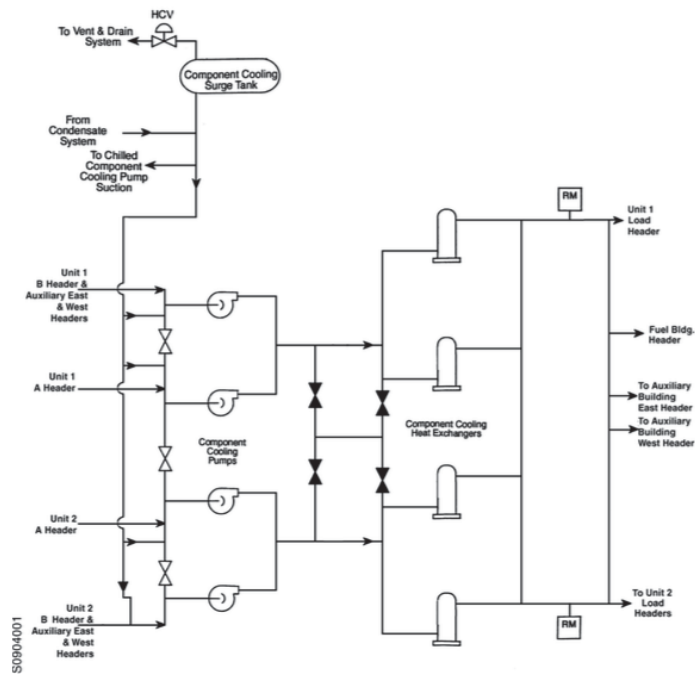 HCV
To Vent & Drain
System
Component Cooling
Surge Tank
From
Condensate
System
To Chilled
Component
Cooling Pump
Suction
RM
Unit 1
Load
Header
Unit 1
B Header &
Auxiliary East
& West
Headers
Fuel Bldg.
Header
Unit 1
A Header
To Auxiliary
Building
East Header
To Auxiliary
Building
West Header
Component
Cooling
Pumps
Component Cooling
Heat Exchangers
Unit 2
A Header
Unit 2
B Header &
Auxiliary East
& West
Headers
To Unit 2
Load
Headers
RM
S0904001